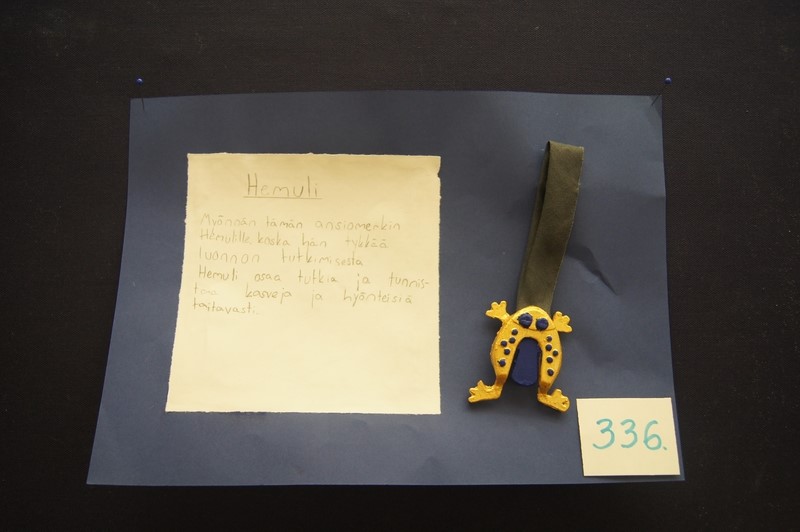 Hemuli
Myönnän tämän ansiomerkin
Hemulille, koska hän tykkää
luonnon tutkimisesta
Hemuli osaa tutkia ja tunnis-
taa kasveja ja hyönteisiä
taitavasti.
336.